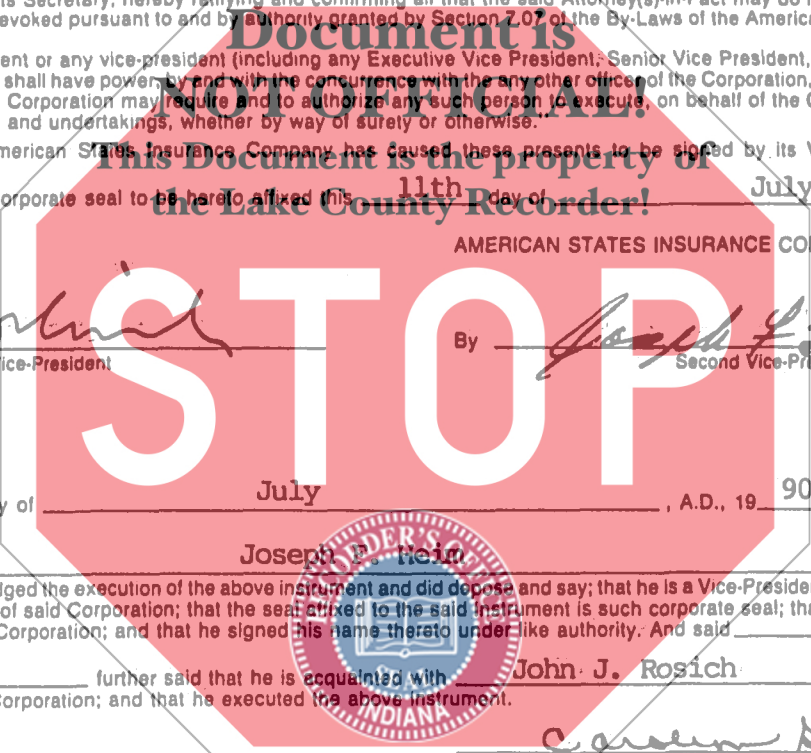 its Secretary, hereby ratifying and confirming all that the said Attorney(s)-in-Fact may do
evoked pursuant to and by authority granted by Section 7.07 of the By-Laws of the America
Document is
ent or any vice-president (including any Executive Vice President, Senior Vice President,
shall have power, by and with the concurrence with the any other officer of the Corporation,
NOT OFFICIAL!
Corporation may require and to authorize any such person to execute, on behalf of the
and undertakings, whether by way of surety or otherwise."
merican States Insurance Company has caused these presents to be signed by its V
This Document is the property of
orporate seal to be hereto affixed this 11th day of July
the Lake County Recorder!
AMERICAN STATES INSURANCE CO
STOP
By Joseph F
ice-President Second Vice-Pre
y of July , A.D., 19 90
Joseph F. Heim
RECORDER'S OFFICE
ged the execution of the above instrument and did depose and say; that he is a Vice-Preside
of said Corporation; that the seal affixed to the said instrument is such corporate seal; tha
Corporation; and that he signed his name thereto under like authority. And said
SEAL
further said that he is acquainted with John J. Rosich
orporation; and that he executed the above instrument.
INDIANA